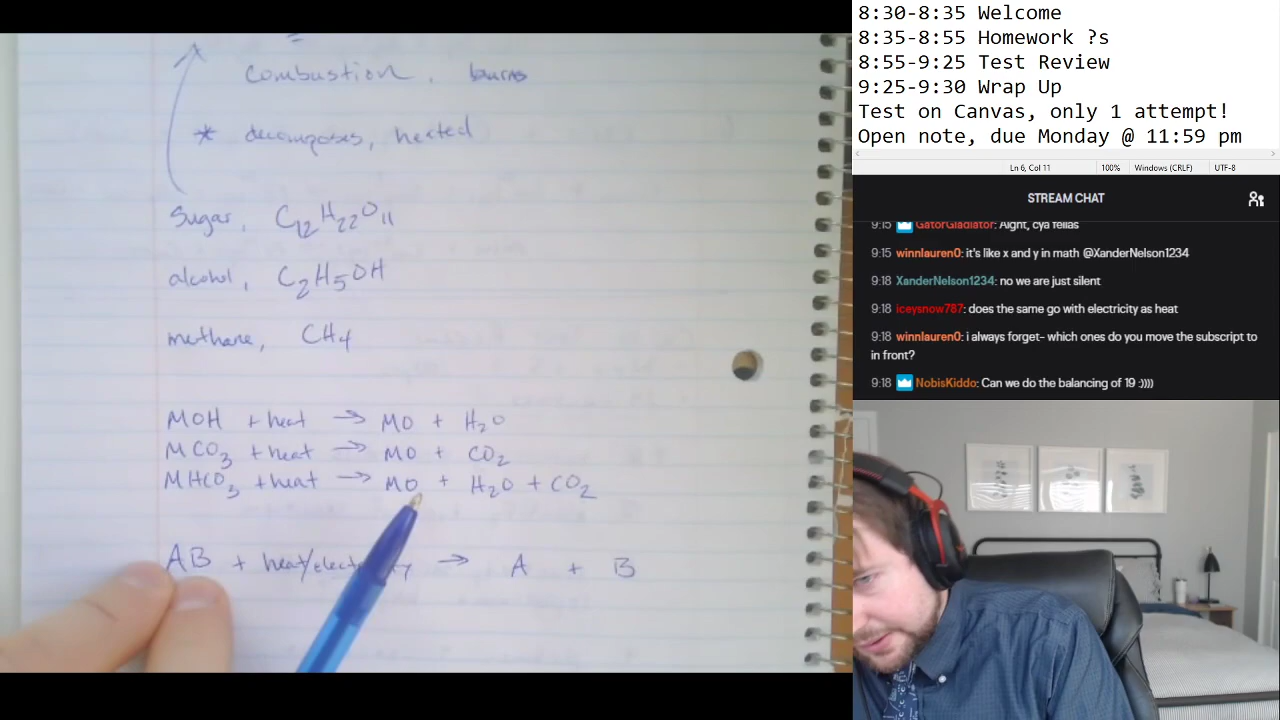 combustion, burns
* decomposes, heated
Sugar, C12H22O11
alcohol, C2H5OH
methane, CH4
MOH + heat → MO + H2O
MCO3 + heat → MO + CO2
MHCO3 + heat → MO + H2O + CO2
AB + heat/elect → A + B
8:30-8:35 Welcome
8:35-8:55 Homework ?s
8:55-9:25 Test Review
9:25-9:30 Wrap Up
Test on Canvas, only 1 attempt!
Open note, due Monday @ 11:59 pm
Ln 6, Col 11 100% Windows (CRLF) UTF-8
STREAM CHAT
9:15 GatorGladiator: Aight, cya fellas
9:15 winnlauren0: it's like x and y in math @XanderNelson1234
9:18 XanderNelson1234: no we are just silent
9:18 iceysnow787: does the same go with electricity as heat
9:18 winnlauren0: i always forget- which ones do you move the subscript to
in front?
9:18 NobisKiddo: Can we do the balancing of 19 :))))